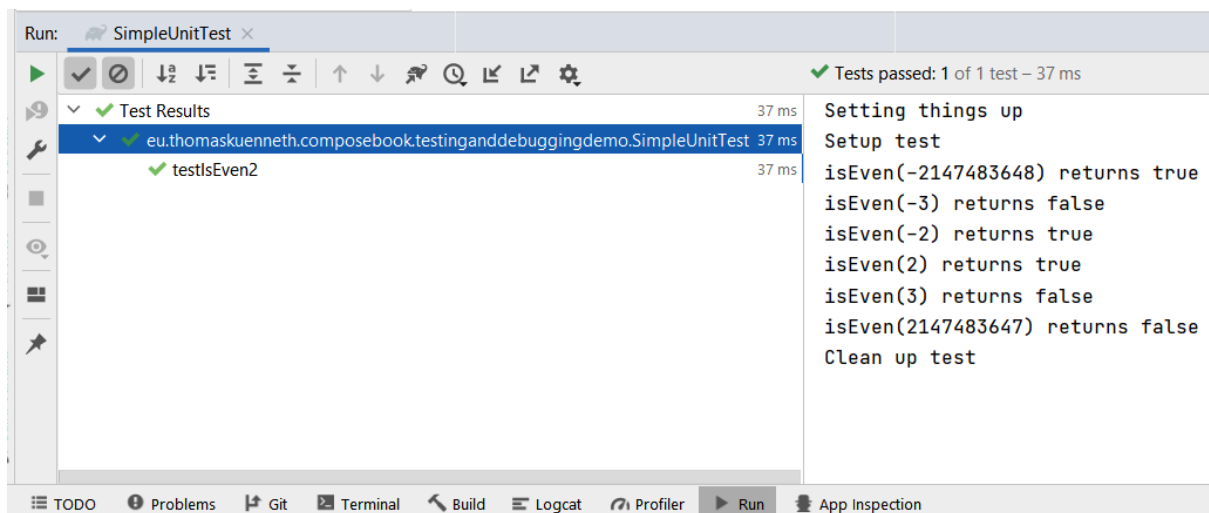 Run: SimpleUnitTest
Tests passed: 1 of 1 test – 37 ms
Test Results 37 ms
eu.thomaskuenneth.composebook.testinganddebuggingdemo.SimpleUnitTest 37 ms
testIsEven2 37 ms
Setting things up
Setup test
isEven(-2147483648) returns true
isEven(-3) returns false
isEven(-2) returns true
isEven(2) returns true
isEven(3) returns false
isEven(2147483647) returns false
Clean up test
TODO Problems Git Terminal Build Logcat Profiler Run App Inspection